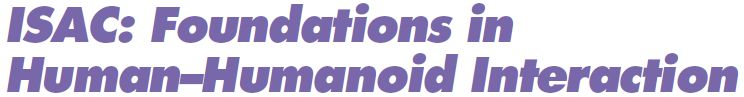 ISAC: Foundations in
Human–Humanoid Interaction